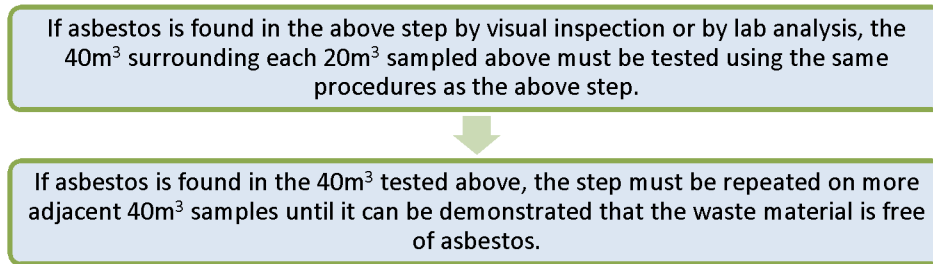 If asbestos is found in the above step by visual inspection or by lab analysis, the
40m³ surrounding each 20m³ sampled above must be tested using the same
procedures as the above step.
If asbestos is found in the 40m³ tested above, the step must be repeated on more
adjacent 40m³ samples until it can be demonstrated that the waste material is free
of asbestos.